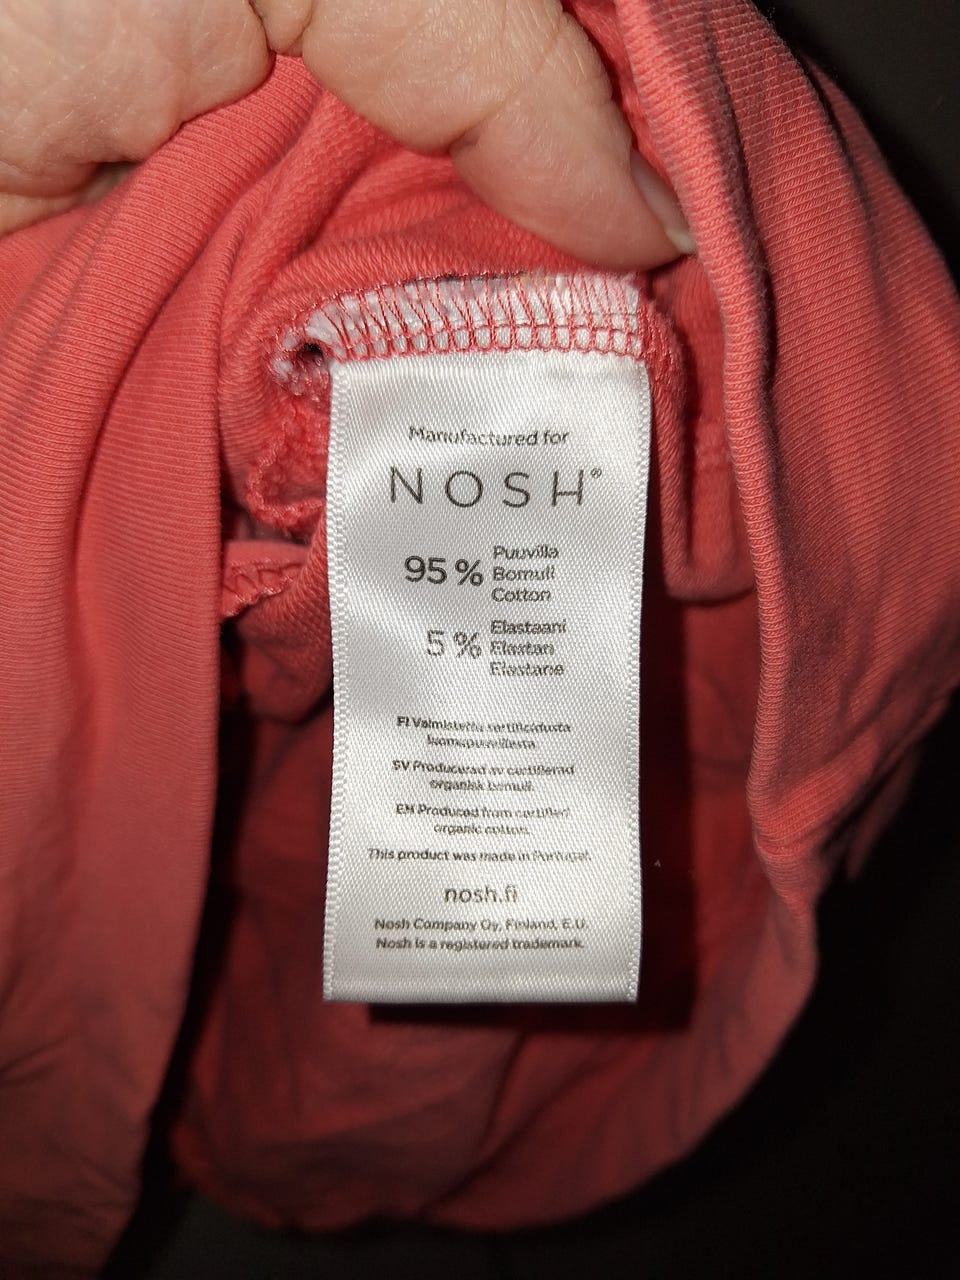 Manufactured for
NOSH®
95 % Puuvilla
Bomull
Cotton
5 % Elastaani
Elastan
Elastane
FI Valmistettu sertifioidusta
luomupuuvillasta.
SV Producerad av certifierad
organisk bomull.
EN Produced from certified
organic cotton.
This product was made in Portugal.
nosh.fi
Nosh Company Oy, Finland, E.U.
Nosh is a registered trademark.